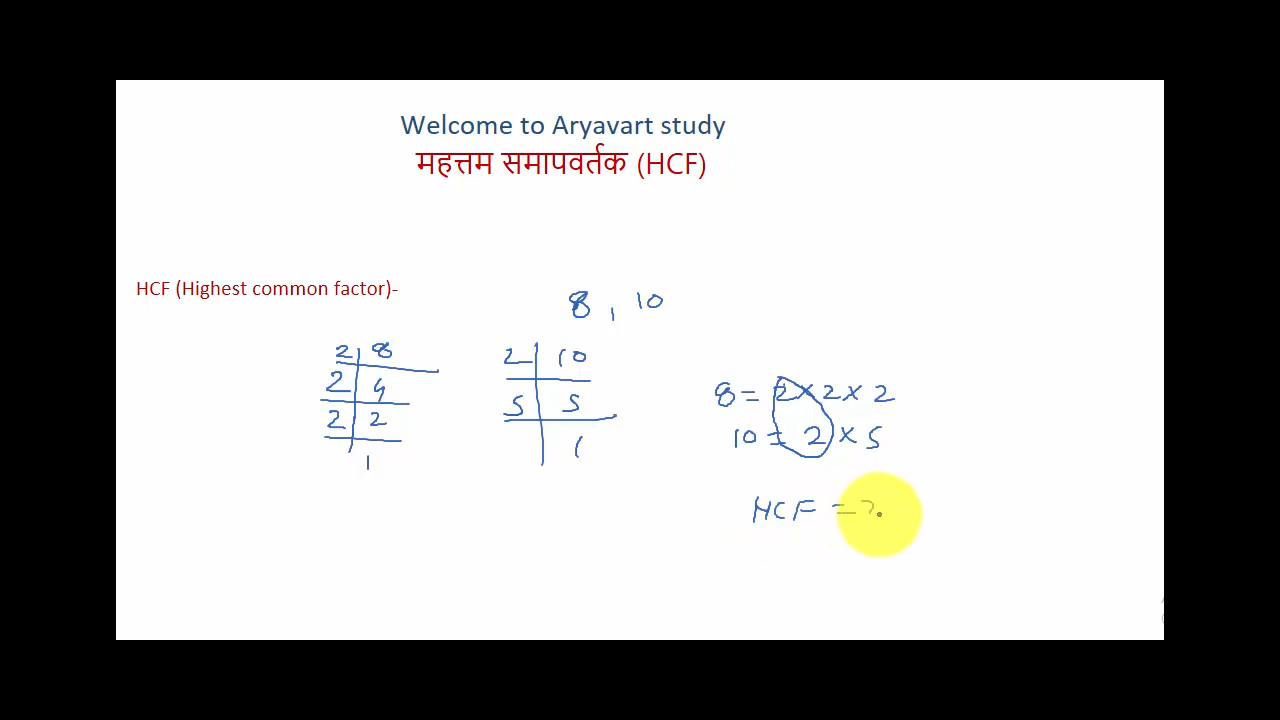 Welcome to Aryavart study
महत्तम समापवर्तक (HCF)
HCF (Highest common factor)-
8 , 10
2 | 8
2 | 4
2 | 2
1
2 | 10
5 | 5
1
8 = 2 × 2 × 2
10 = 2 × 5
HCF =